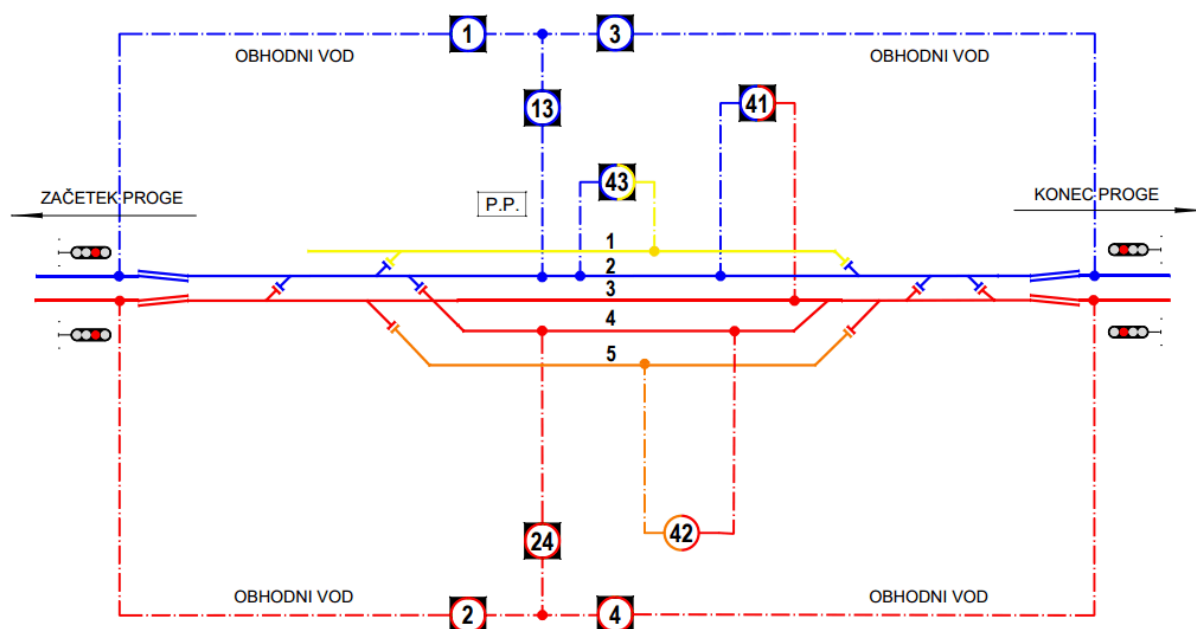 1
3
OBHODNI VOD
OBHODNI VOD
13
41
43
ZAČETEK PROGE
P.P.
KONEC PROGE
1
2
3
4
5
24
42
OBHODNI VOD
OBHODNI VOD
2
4